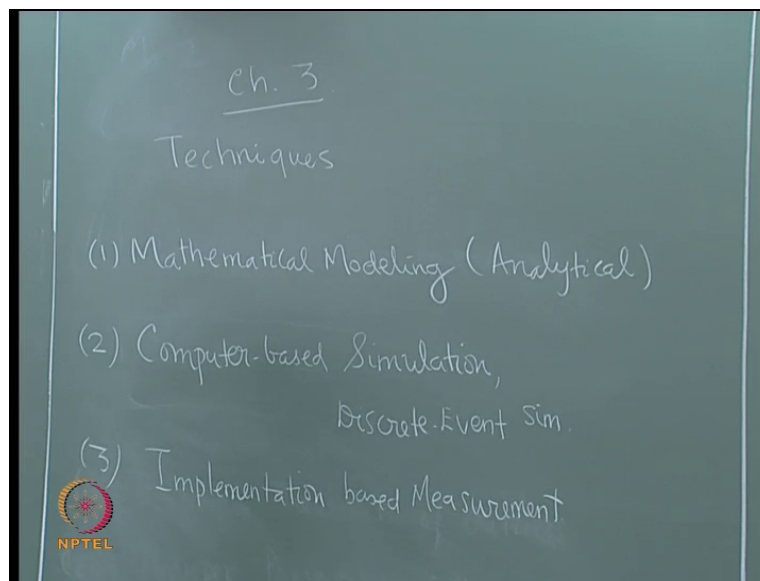 Ch. 3
Techniques
(1) Mathematical Modeling (Analytical)
(2) Computer-based Simulation,
Discrete-Event Sim.
(3) Implementation based Measurement
NPTEL